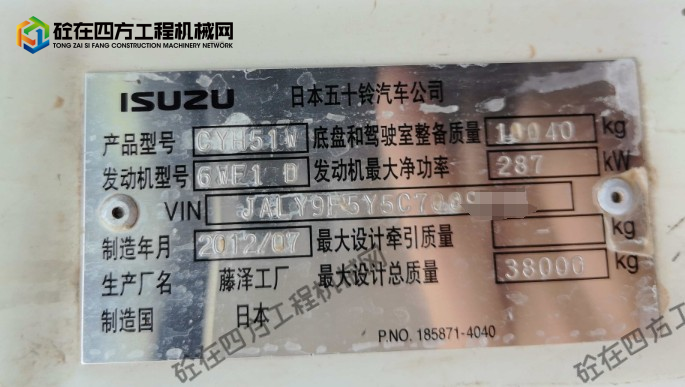 砼在四方工程机械网
TONG ZAI SI FANG CONSTRUCTION MACHINERY NETWORK
ISUZU 日本五十铃汽车公司
产品型号 CYH51W 底盘和驾驶室整备质量 10040 kg
发动机型号 6WF1 D 发动机最大净功率 287 kW
VIN JALY9F5Y5C70
制造年月 2012/07 最大设计牵引质量 - kg
生产厂名 藤泽工厂 最大设计总质量 38000 kg
制造国 日本
P.NO. 185871-4040
砼在四方工程机械网
砼在四方工程机械网